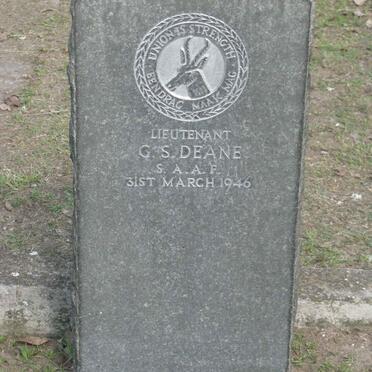 UNION IS STRENGTH
EENDRAG MAAK MAG
LIEUTENANT
G. S. DEANE
S. A. A. F.
31ST MARCH 1946